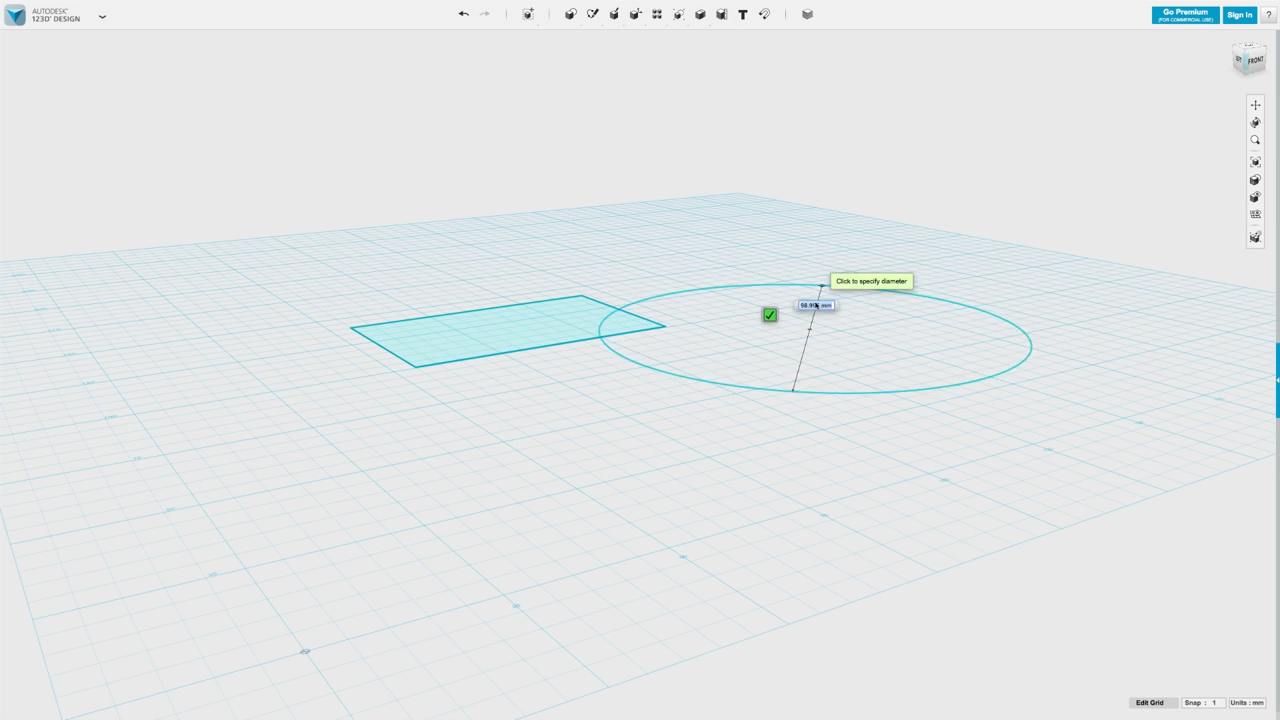 AUTODESK®
123D® DESIGN
Go Premium
(FOR COMMERCIAL USE)
Sign In
?
FRONT
Click to specify diameter
mm
Edit Grid
Snap : 1
Units : mm